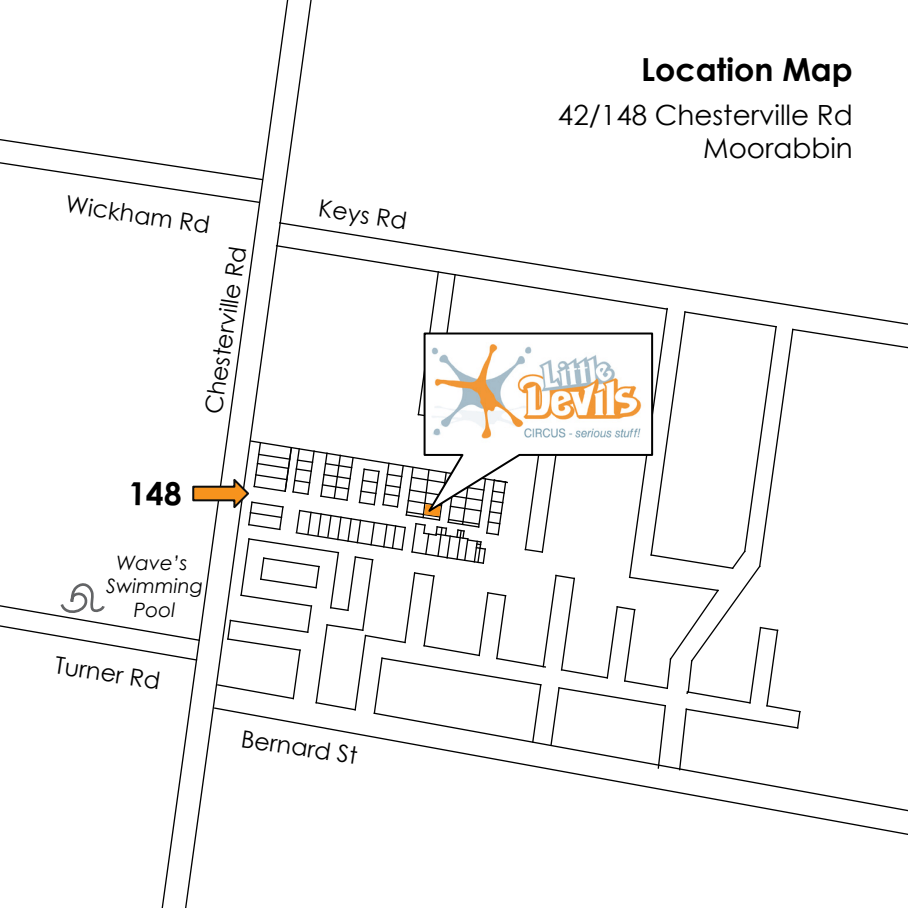 Location Map
42/148 Chesterville Rd
Moorabbin
Wickham Rd
Keys Rd
Chesterville Rd
Little
Devils
CIRCUS - serious stuff!
148
Wave's
Swimming
Pool
Turner Rd
Bernard St